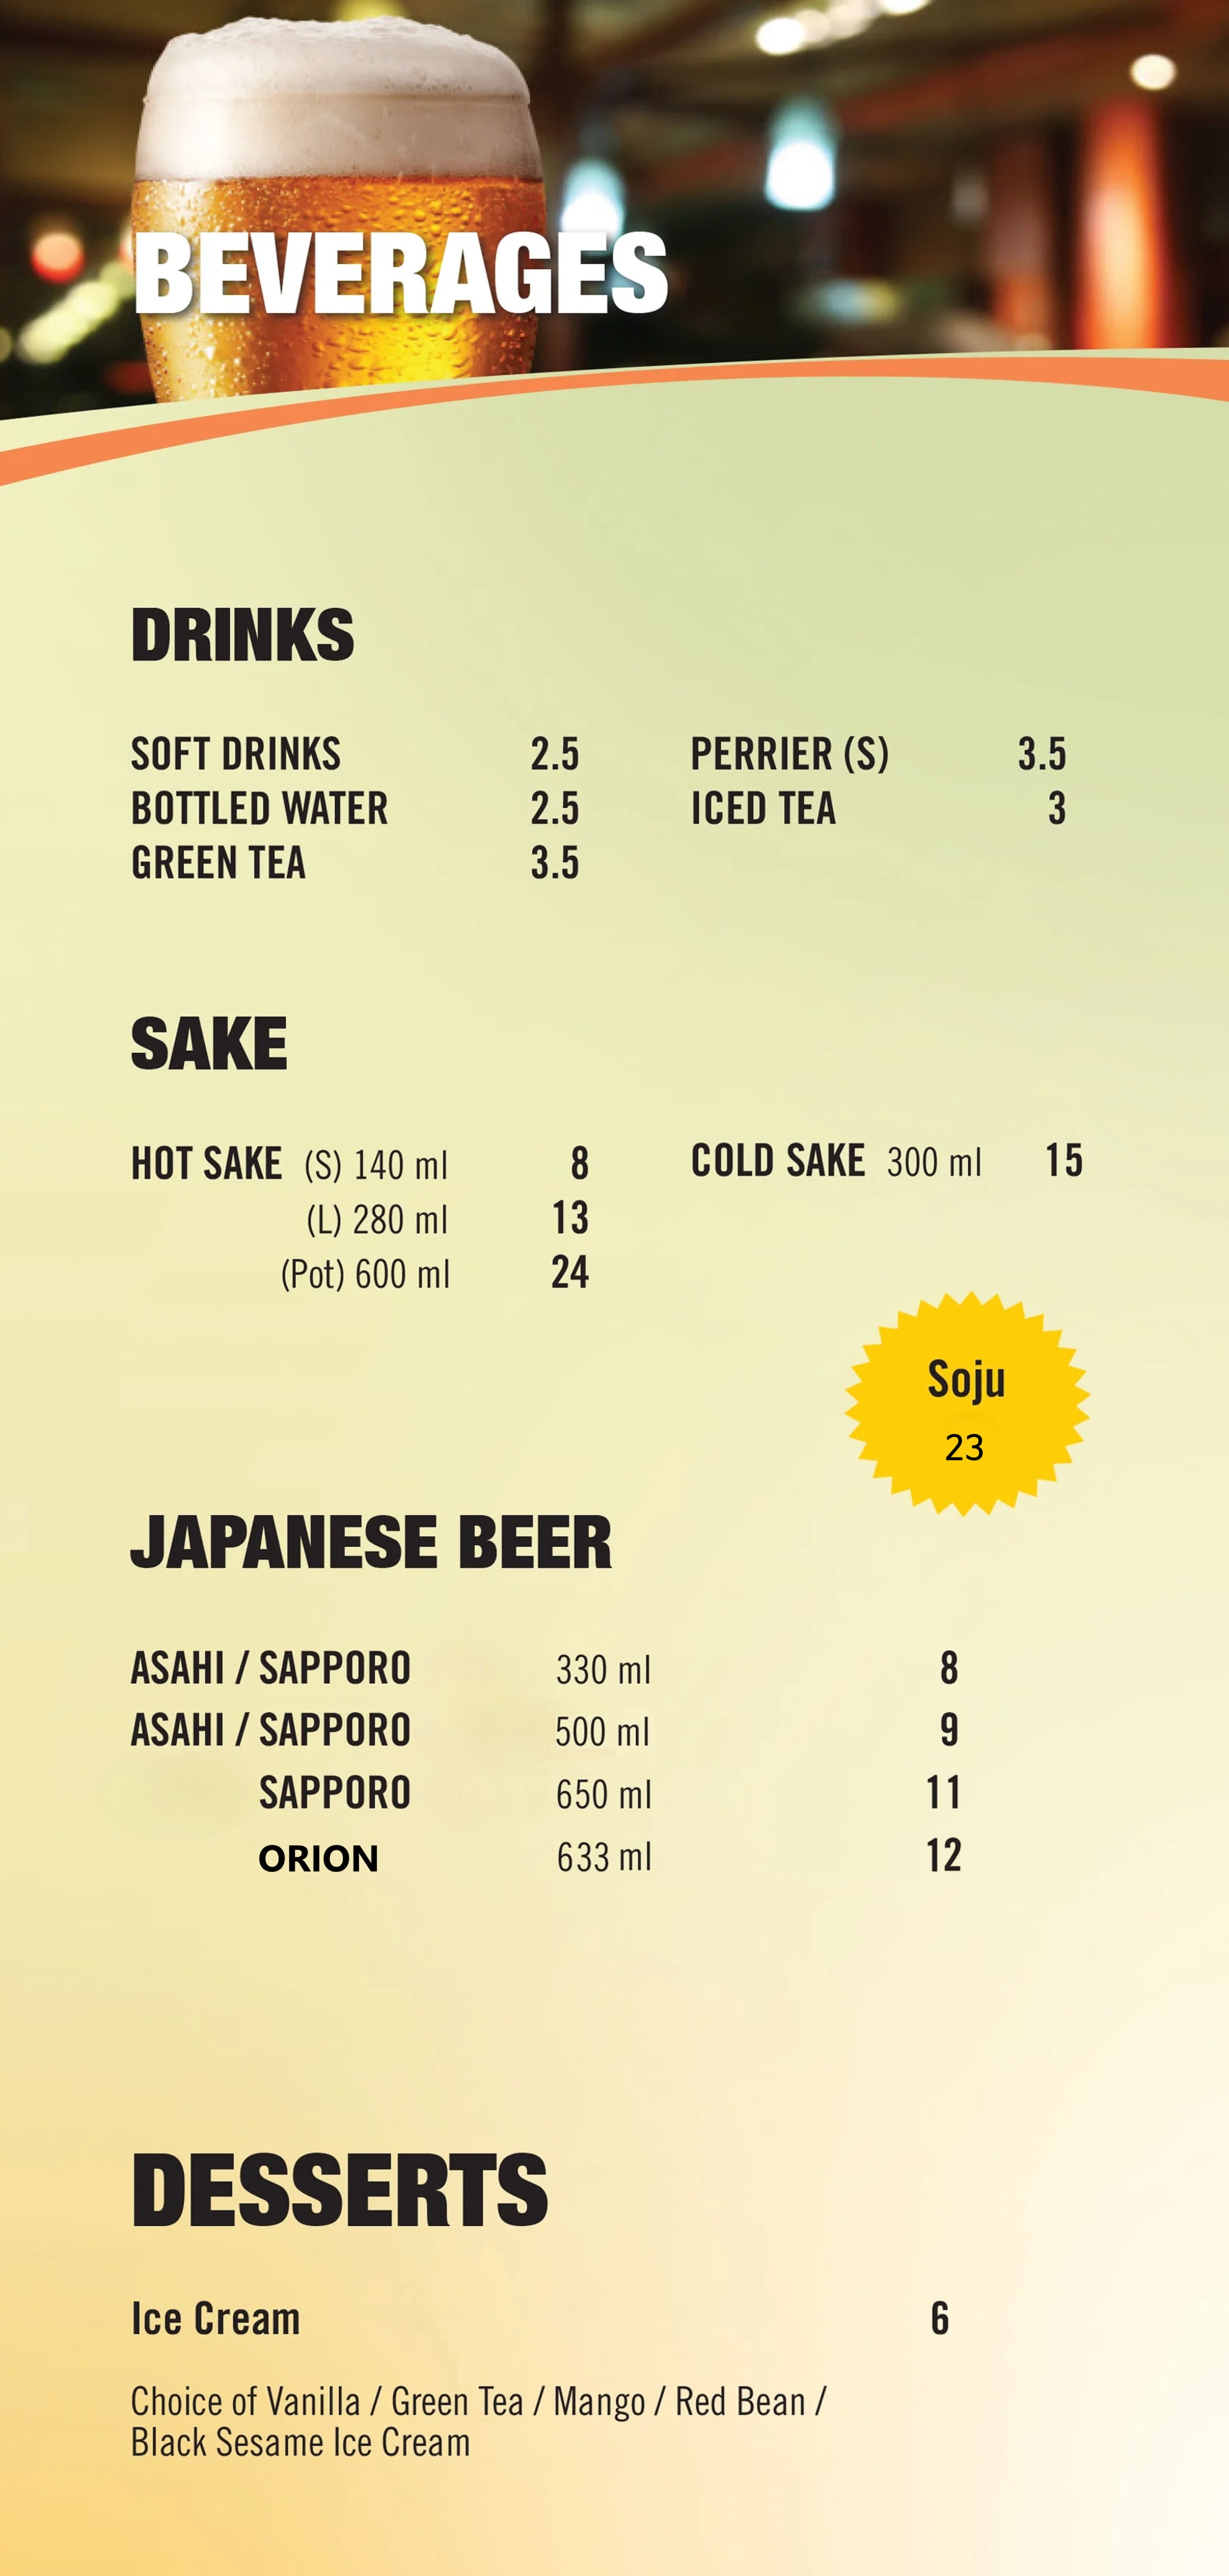 BEVERAGES
DRINKS
SOFT DRINKS 2.5
BOTTLED WATER 2.5
GREEN TEA 3.5
PERRIER (S) 3.5
ICED TEA 3
SAKE
HOT SAKE (S) 140 ml 8
(L) 280 ml 13
(Pot) 600 ml 24
COLD SAKE 300 ml 15
Soju
23
JAPANESE BEER
ASAHI / SAPPORO 330 ml 8
ASAHI / SAPPORO 500 ml 9
SAPPORO 650 ml 11
ORION 633 ml 12
DESSERTS
Ice Cream 6
Choice of Vanilla / Green Tea / Mango / Red Bean /
Black Sesame Ice Cream